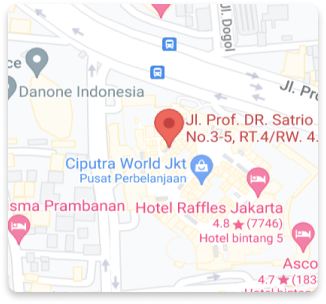 Jl. Dogol
ce
Danone Indonesia
Jl. Pro
Jl. Prof. DR. Satrio
No.3-5, RT.4/RW. 4.
Ciputra World Jkt
Pusat Perbelanjaan
sma Prambanan
Hotel Raffles Jakarta
4.8 ★ (7746)
Hotel bintang 5
Asco
4.7 ★ (183
Hotel bintang